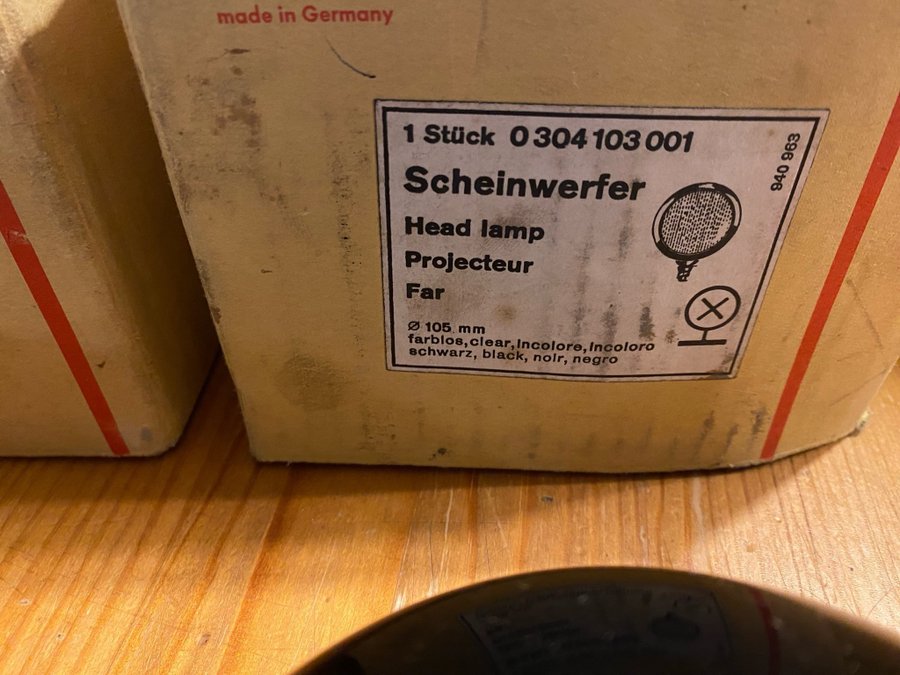 made in Germany
1 Stück 0 304 103 001
940 963
Scheinwerfer
Head lamp
Projecteur
Far
Ø 105 mm
farblos, clear, incolore, incoloro
schwarz, black, noir, negro